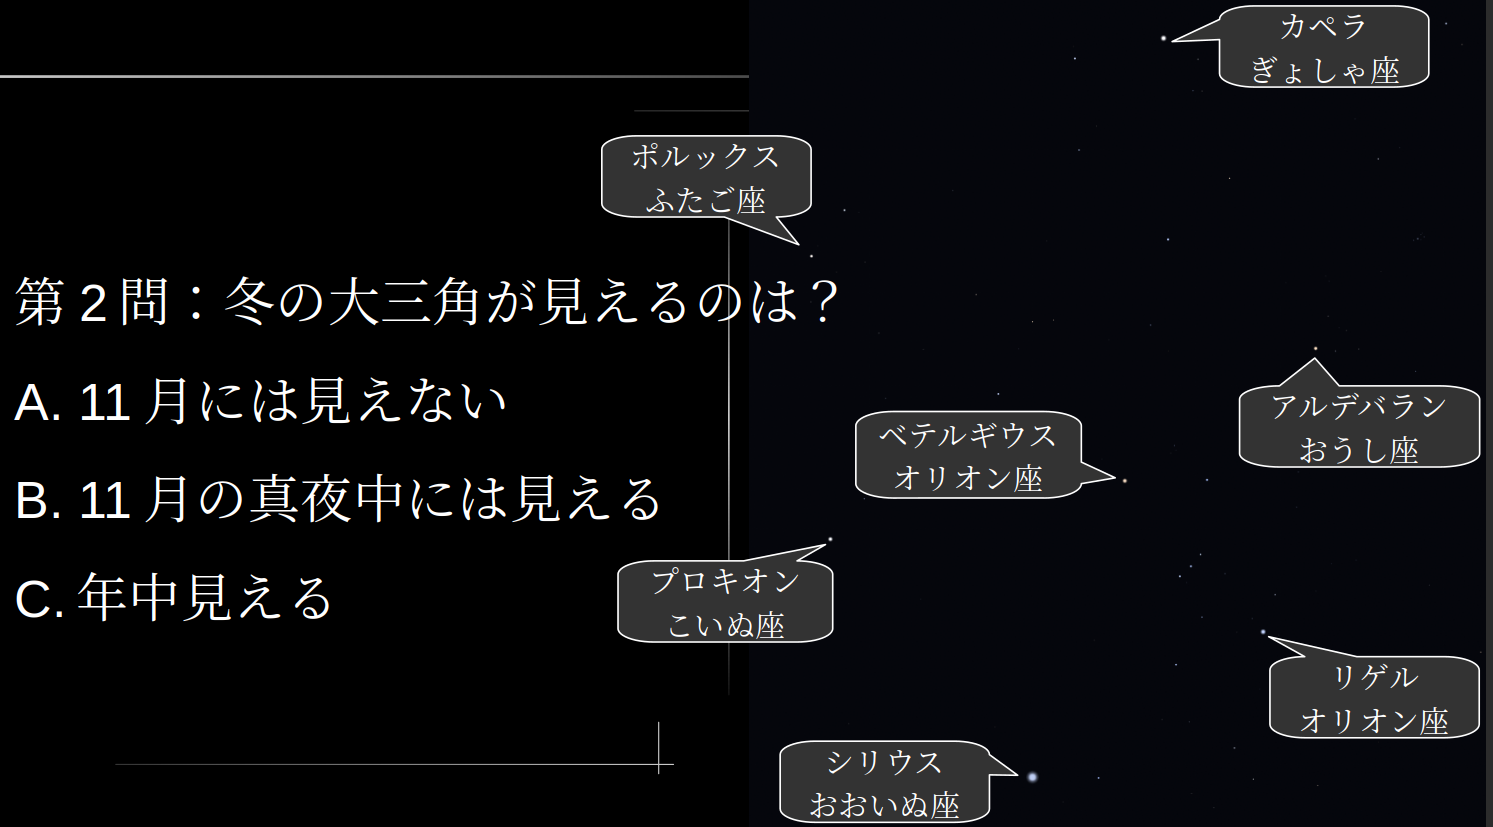 カペラ
ぎょしゃ座
ポルックス
ふたご座
第2問：冬の大三角が見えるのは？
A. 11月には見えない
B. 11月の真夜中には見える
C. 年中見える
アルデバラン
おうし座
ベテルギウス
オリオン座
プロキオン
こいぬ座
リゲル
オリオン座
シリウス
おおいぬ座